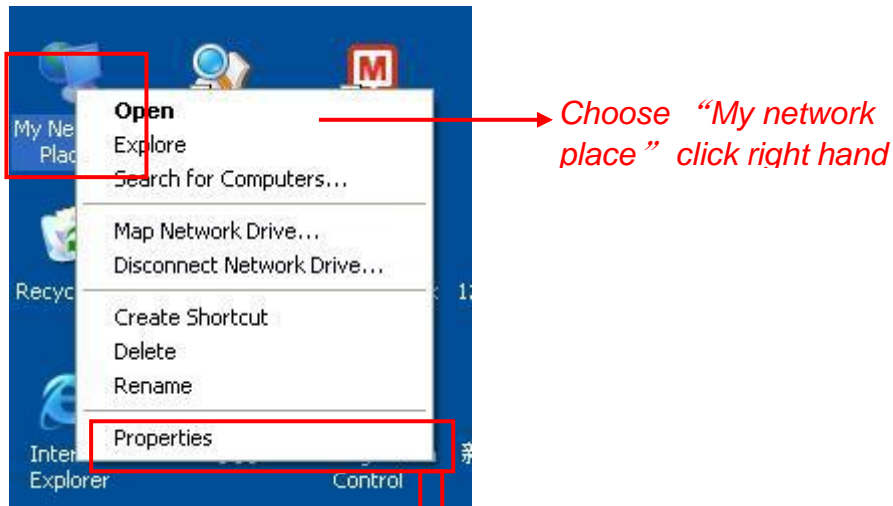 M
My Ne
Plac
Open
Explore
Search for Computers...
Map Network Drive...
Disconnect Network Drive...
Recyc
Create Shortcut
Delete
Rename
Properties
Inter
Explorer
Control
Choose “My network
place” click right hand